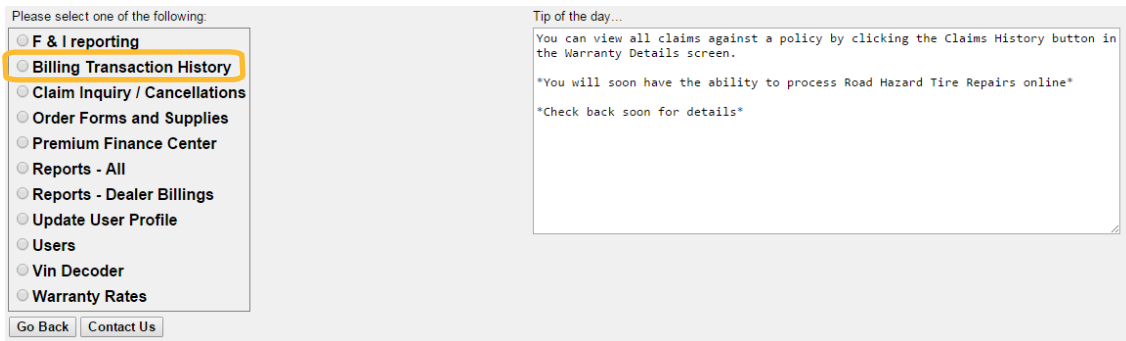 Please select one of the following:
F & I reporting
Billing Transaction History
Claim Inquiry / Cancellations
Order Forms and Supplies
Premium Finance Center
Reports - All
Reports - Dealer Billings
Update User Profile
Users
Vin Decoder
Warranty Rates
Go Back
Contact Us
Tip of the day...
You can view all claims against a policy by clicking the Claims History button in
the Warranty Details screen.
*You will soon have the ability to process Road Hazard Tire Repairs online*
*Check back soon for details*